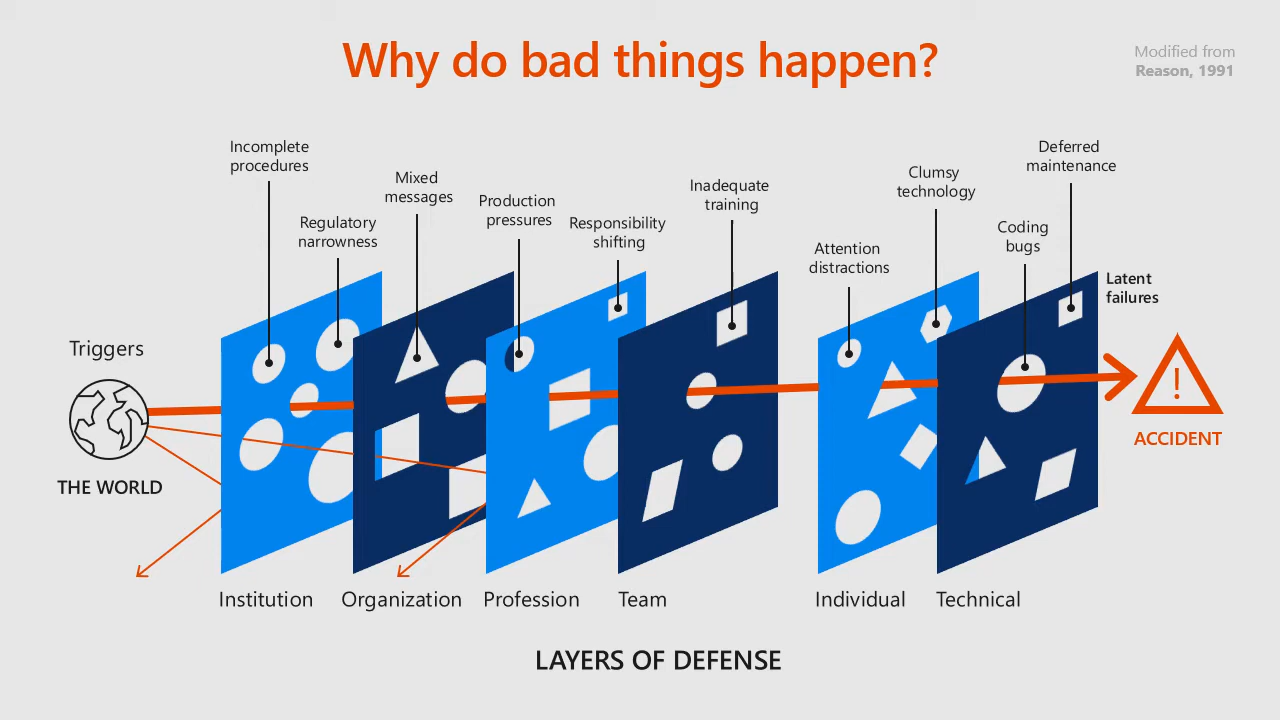 Why do bad things happen?
Modified from
Reason, 1991
Incomplete
procedures
Regulatory
narrowness
Mixed
messages
Production
pressures
Responsibility
shifting
Inadequate
training
Attention
distractions
Clumsy
technology
Coding
bugs
Deferred
maintenance
Latent
failures
Triggers
THE WORLD
!
ACCIDENT
Institution
Organization
Profession
Team
Individual
Technical
LAYERS OF DEFENSE